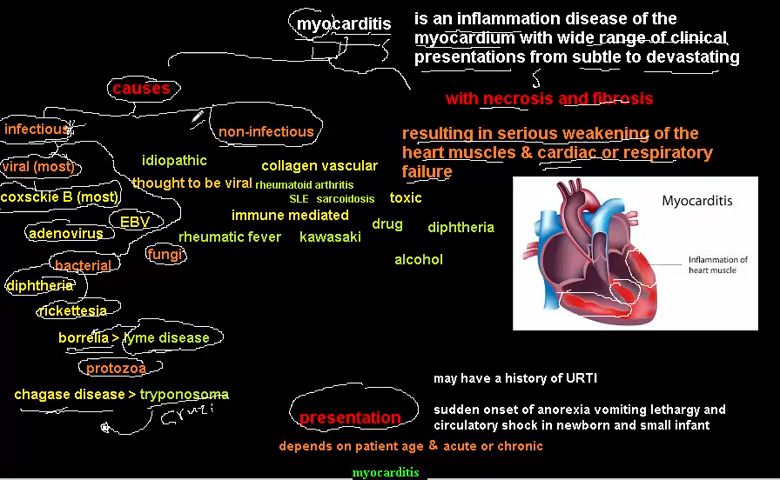 myocarditis
is an inflammation disease of the
myocardium with wide range of clinical
presentations from subtle to devastating
with necrosis and fibrosis
resulting in serious weakening of the
heart muscles & cardiac or respiratory
failure
causes
infectious
viral (most)
coxsckie B (most)
EBV
adenovirus
bacterial
fungi
diphtheria
rickettesia
borrelia > lyme disease
protozoa
chagase disease > tryponosoma
cruzi
non-infectious
idiopathic
thought to be viral
collagen vascular
rheumatoid arthritis
SLE sarcoidosis
immune mediated
rheumatic fever kawasaki
toxic
drug diphtheria
alcohol
Myocarditis
Inflammation of
heart muscle
presentation
may have a history of URTI
sudden onset of anorexia vomiting lethargy and
circulatory shock in newborn and small infant
depends on patient age & acute or chronic
myocarditis